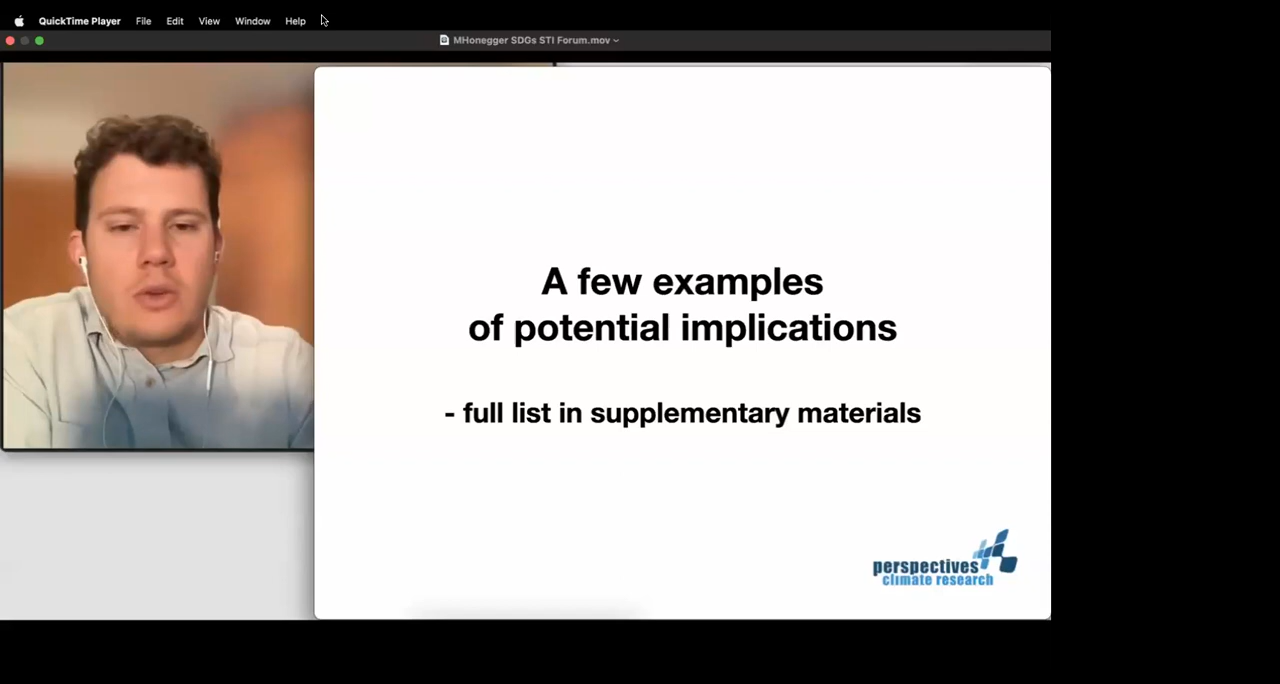 QuickTime Player File Edit View Window Help
MHonegger SDGs STI Forum.mov
A few examples
of potential implications
- full list in supplementary materials
perspectives
climate research